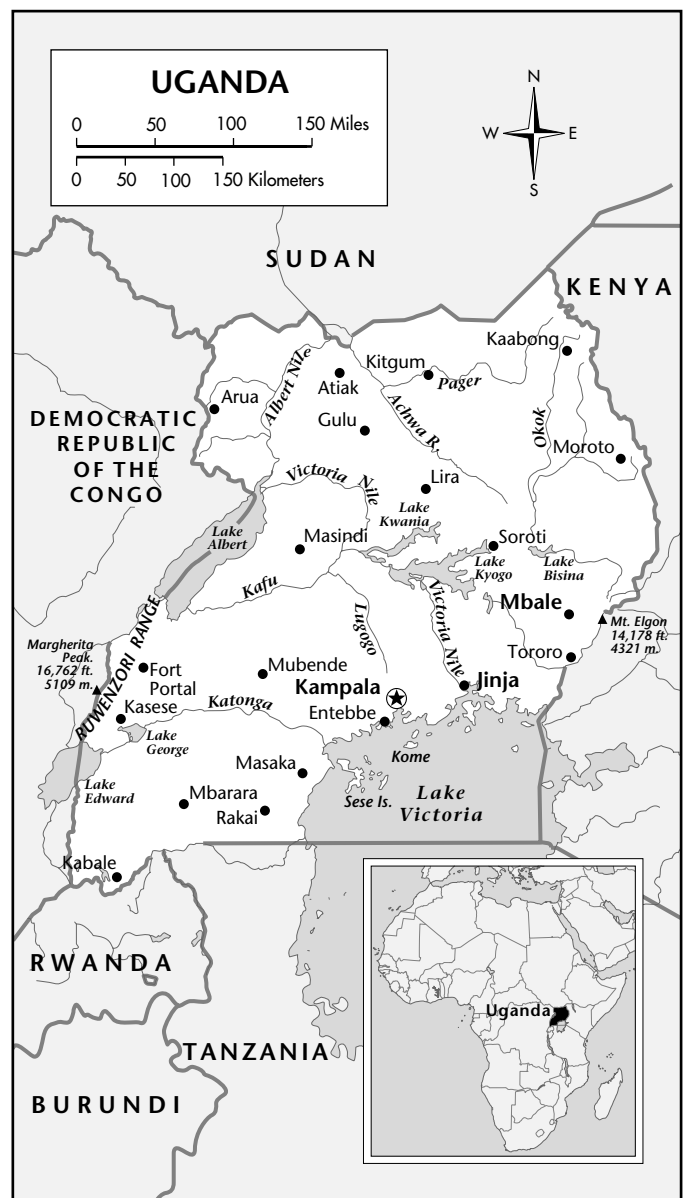 UGANDA
0 50 100 150 Miles
0 50 100 150 Kilometers
N
W E
S
SUDAN
KENYA
Kaabong
Kitgum
Pager
Albert Nile
Atiak
Arua
Achwa R.
Okok
DEMOCRATIC
REPUBLIC
OF THE
CONGO
Gulu
Moroto
Victoria Nile
Lira
Lake
Kwania
Lake
Albert
Masindi
Soroti
Lake
Kyogo
Lake
Bisina
Kafu
Lugogo
Victoria Nile
Mbale
Mt. Elgon
14,178 ft.
4321 m.
Margherita
Peak.
16,762 ft.
5109 m.
RUWENZORI RANGE
Tororo
Fort
Portal
Mubende
Kampala
Jinja
Kasese
Katonga
Entebbe
Lake
George
Kome
Masaka
Lake
Edward
Mbarara
Rakai
Sese Is.
Lake
Victoria
Kabale
RWANDA
Uganda
TANZANIA
BURUNDI